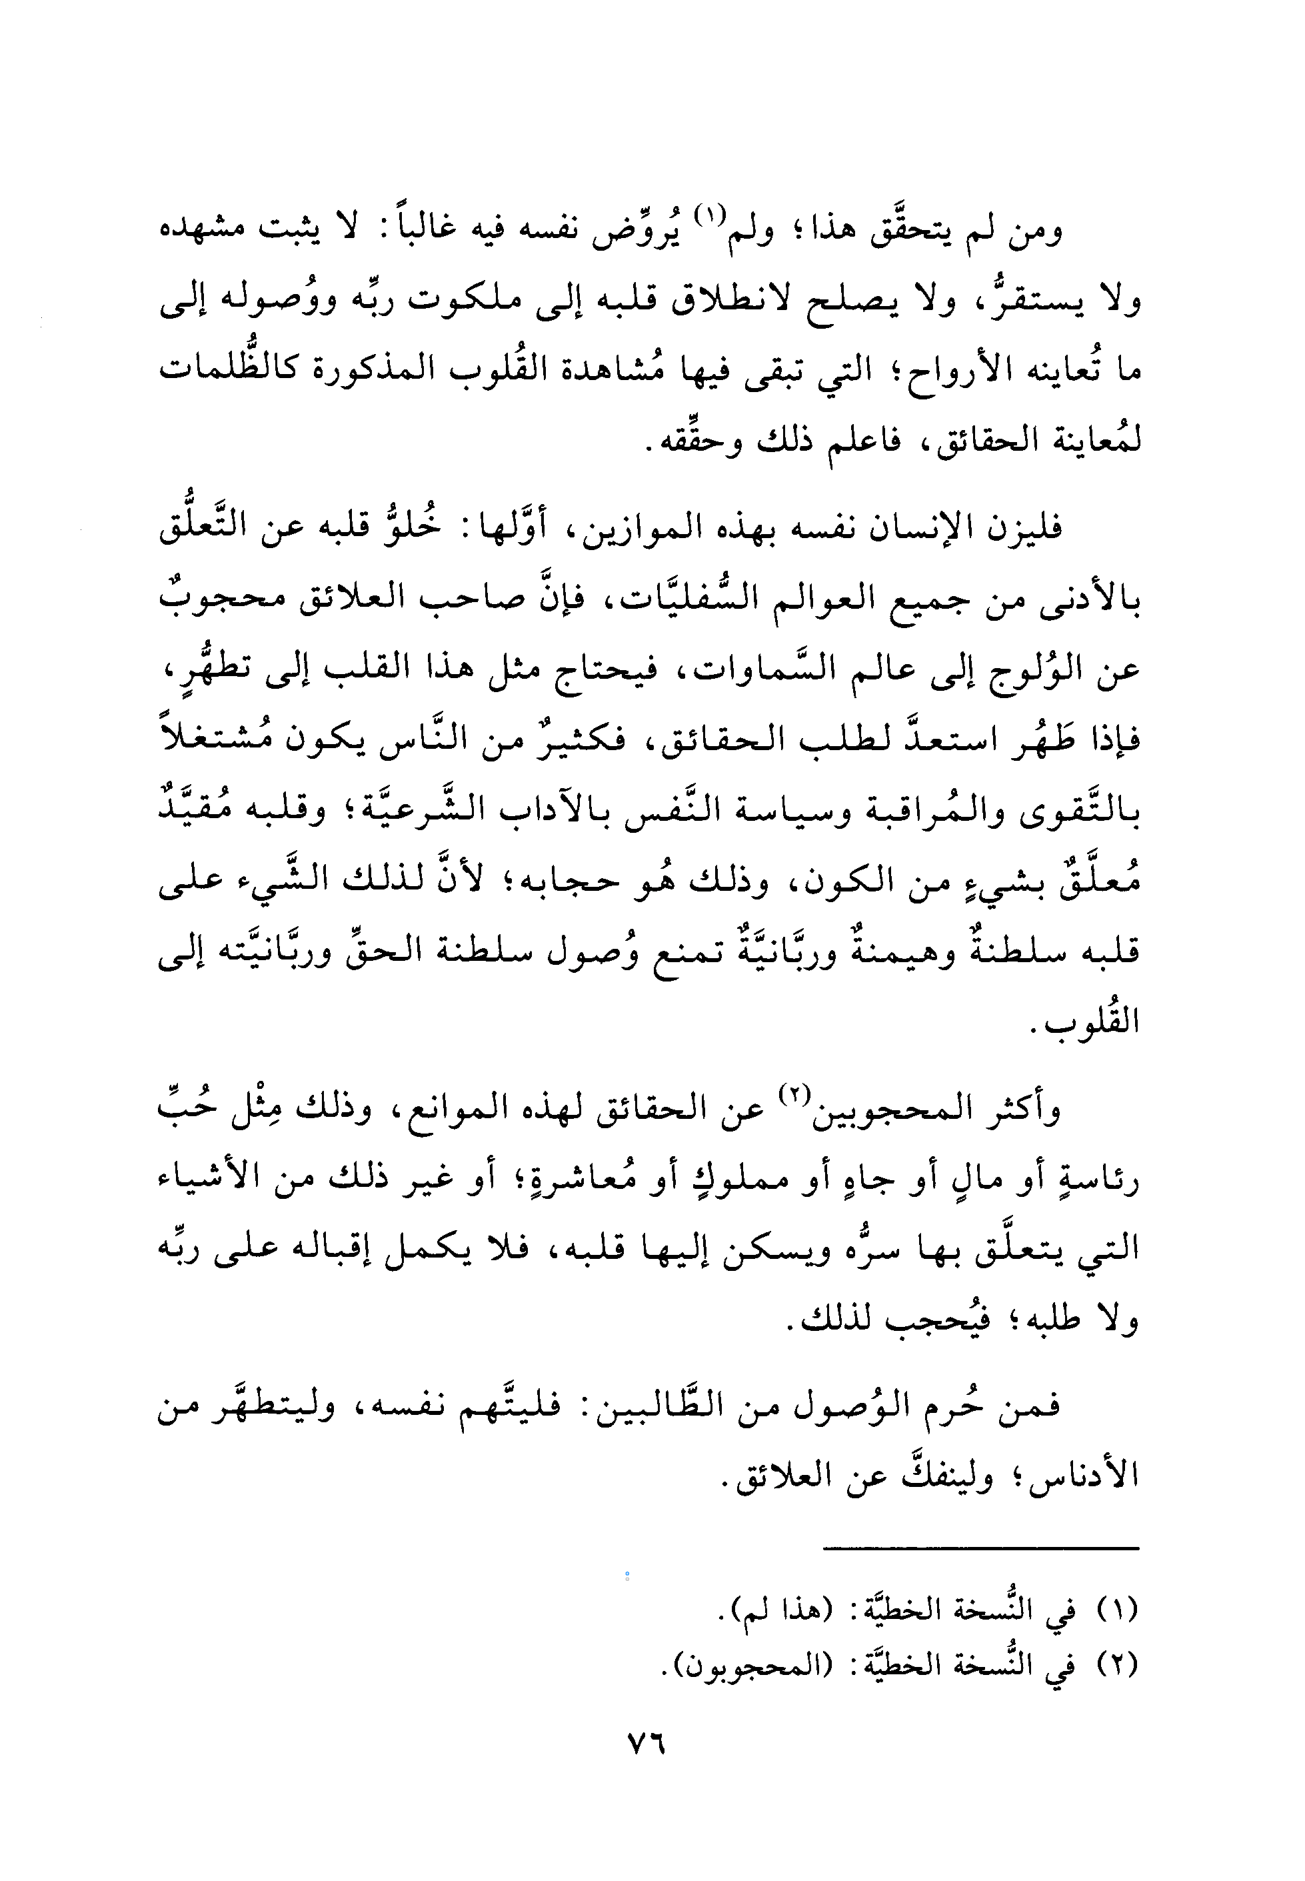 ومن لم يتحقَّق هذا؛ ولم(١) يُروِّض نفسه فيه غالباً: لا يثبت مشهده
ولا يستقرُّ، ولا يصلح لانطلاق قلبه إلى ملكوت ربِّه ووُصوله إلى
ما تُعاينه الأرواح؛ التي تبقى فيها مُشاهدة القُلوب المذكورة كالظُّلمات
لمُعاينة الحقائق، فاعلم ذلك وحقِّقه.
فليزن الإنسان نفسه بهذه الموازين، أوَّلها: خُلوُّ قلبه عن التَّعلُّق
بالأدنى من جميع العوالم السُّفليَّات، فإنَّ صاحب العلائق محجوبٌ
عن الوُلوج إلى عالم السَّماوات، فيحتاج مثل هذا القلب إلى تطهُّرٍ،
فإذا طَهُر استعدَّ لطلب الحقائق، فكثيرٌ من النَّاس يكون مُشتغلاً
بالتَّقوى والمُراقبة وسياسة النَّفس بالآداب الشَّرعيَّة؛ وقلبه مُقيَّدٌ
مُعلَّقٌ بشيءٍ من الكون، وذلك هُو حجابه؛ لأنَّ لذلك الشَّيء على
قلبه سلطنةٌ وهيمنةٌ وربَّانيَّةٌ تمنع وُصول سلطنة الحقِّ وربَّانيَّته إلى
القُلوب.
وأكثر المحجوبين(٢) عن الحقائق لهذه الموانع، وذلك مِثْل حُبِّ
رئاسةٍ أو مالٍ أو جاهٍ أو مملوكٍ أو مُعاشرةٍ؛ أو غير ذلك من الأشياء
التي يتعلَّق بها سرُّه ويسكن إليها قلبه، فلا يكمل إقباله على ربِّه
ولا طلبه؛ فيُحجب لذلك.
فمن حُرم الوُصول من الطَّالبين: فليتَّهم نفسه، وليتطهَّر من
الأدناس؛ ولينفكَّ عن العلائق.
(١) في النُّسخة الخطيَّة: (هذا لم).
(٢) في النُّسخة الخطيَّة: (المحجوبون).
٧٦